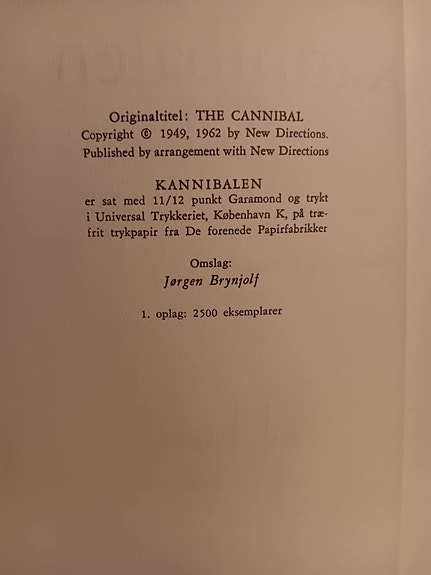 Originaltitel: THE CANNIBAL
Copyright © 1949, 1962 by New Directions.
Published by arrangement with New Directions
KANNIBALEN
er sat med 11/12 punkt Garamond og trykt
i Universal Trykkeriet, København K, på træ-
frit trykpapir fra De forenede Papirfabrikker
Omslag:
Jørgen Brynjolf
1. oplag: 2500 eksemplarer